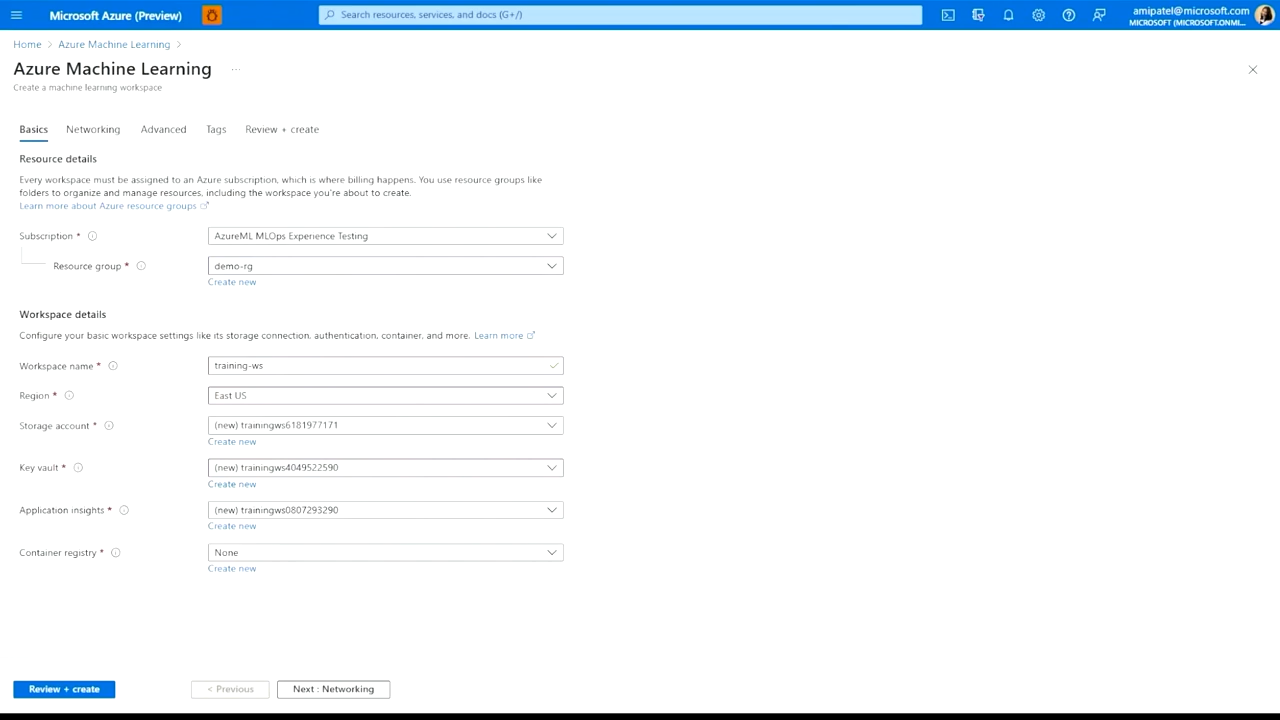 Microsoft Azure (Preview)
Search resources, services, and docs (G+/)
amipatel@microsoft.com
MICROSOFT (MICROSOFT.ONMI...
Home > Azure Machine Learning >
Azure Machine Learning ...
Create a machine learning workspace
Basics Networking Advanced Tags Review + create
Resource details
Every workspace must be assigned to an Azure subscription, which is where billing happens. You use resource groups like
folders to organize and manage resources, including the workspace you're about to create.
Learn more about Azure resource groups
Subscription * AzureML MLOps Experience Testing
Resource group * demo-rg
Create new
Workspace details
Configure your basic workspace settings like its storage connection, authentication, container, and more. Learn more
Workspace name * training-ws
Region * East US
Storage account * (new) trainingws6181977171
Create new
Key vault * (new) trainingws4049522590
Create new
Application insights * (new) trainingws0807293290
Create new
Container registry * None
Create new
Review + create < Previous Next : Networking